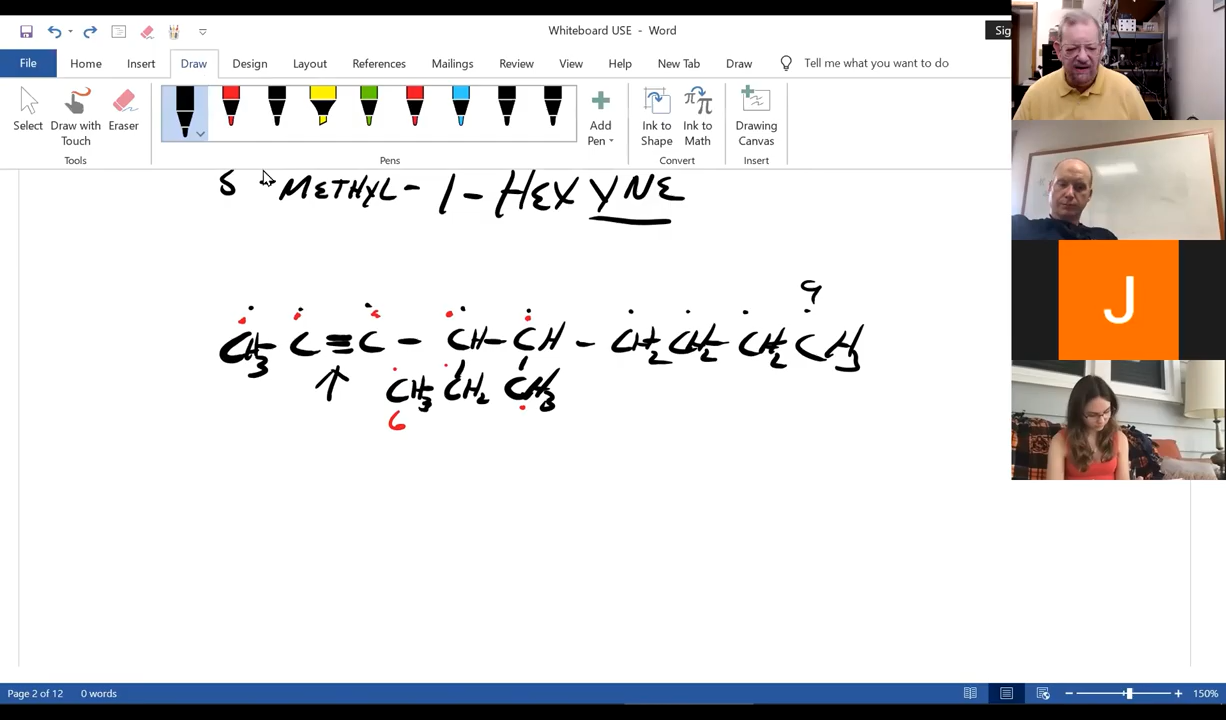 Whiteboard USE - Word
Sig
File Home Insert Draw Design Layout References Mailings Review View Help New Tab Draw Tell me what you want to do
Select Draw with Touch Eraser Add Pen Ink to Shape Ink to Math Drawing Canvas
Tools Pens Convert Insert
5 - METHYL - 1 - HEXYNE
9
CH3 - C ≡ C - CH - CH - CH2 CH2 - CH2 CH3
CH3 CH2 CH3
6
J
Page 2 of 12 0 words 150%